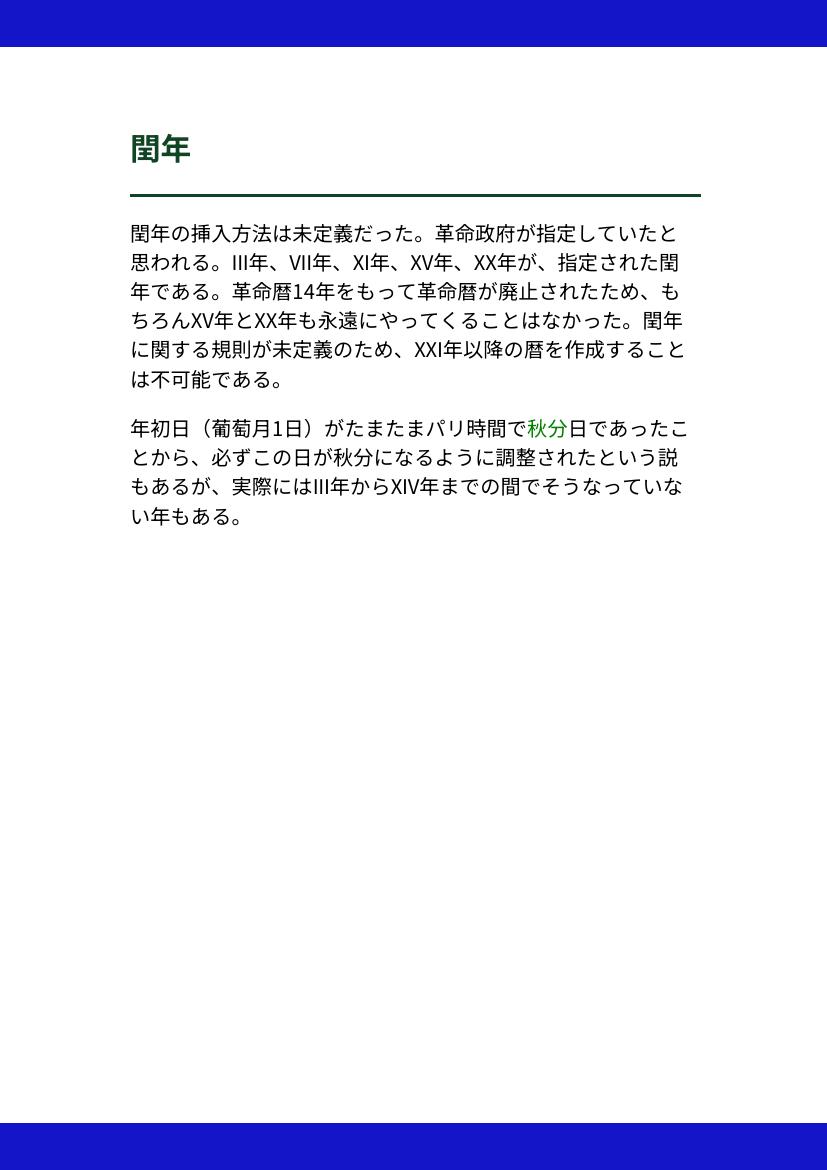 閏年
閏年の挿入方法は未定義だった。革命政府が指定していたと
思われる。III年、VII年、XI年、XV年、XX年が、指定された閏
年である。革命暦14年をもって革命暦が廃止されたため、も
ちろんXV年とXX年も永遠にやってくることはなかった。閏年
に関する規則が未定義のため、XXI年以降の暦を作成すること
は不可能である。
年初日（葡萄月1日）がたまたまパリ時間で秋分日であったこ
とから、必ずこの日が秋分になるように調整されたという説
もあるが、実際にはIII年からXIV年までの間でそうなっていな
い年もある。